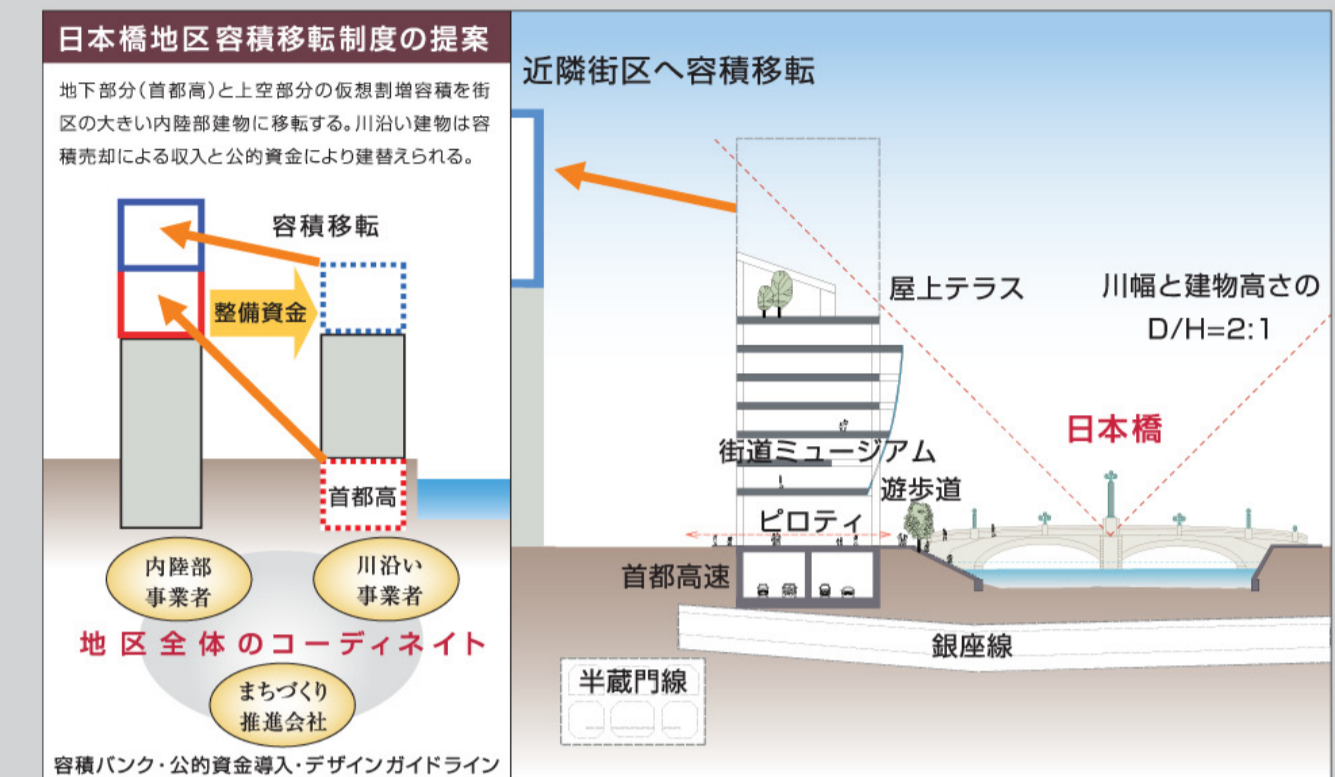 日本橋地区容積移転制度の提案
地下部分(首都高)と上空部分の仮想割増容積を街
区の大きい内陸部建物に移転する。川沿い建物は容
積売却による収入と公的資金により建替えられる。
容積移転
整備資金
首都高
内陸部
事業者
川沿い
事業者
地区全体のコーディネイト
まちづくり
推進会社
容積バンク・公的資金導入・デザインガイドライン
近隣街区へ容積移転
屋上テラス
川幅と建物高さの
D/H=2:1
日本橋
街道ミュージアム
遊歩道
ピロティ
首都高速
銀座線
半蔵門線